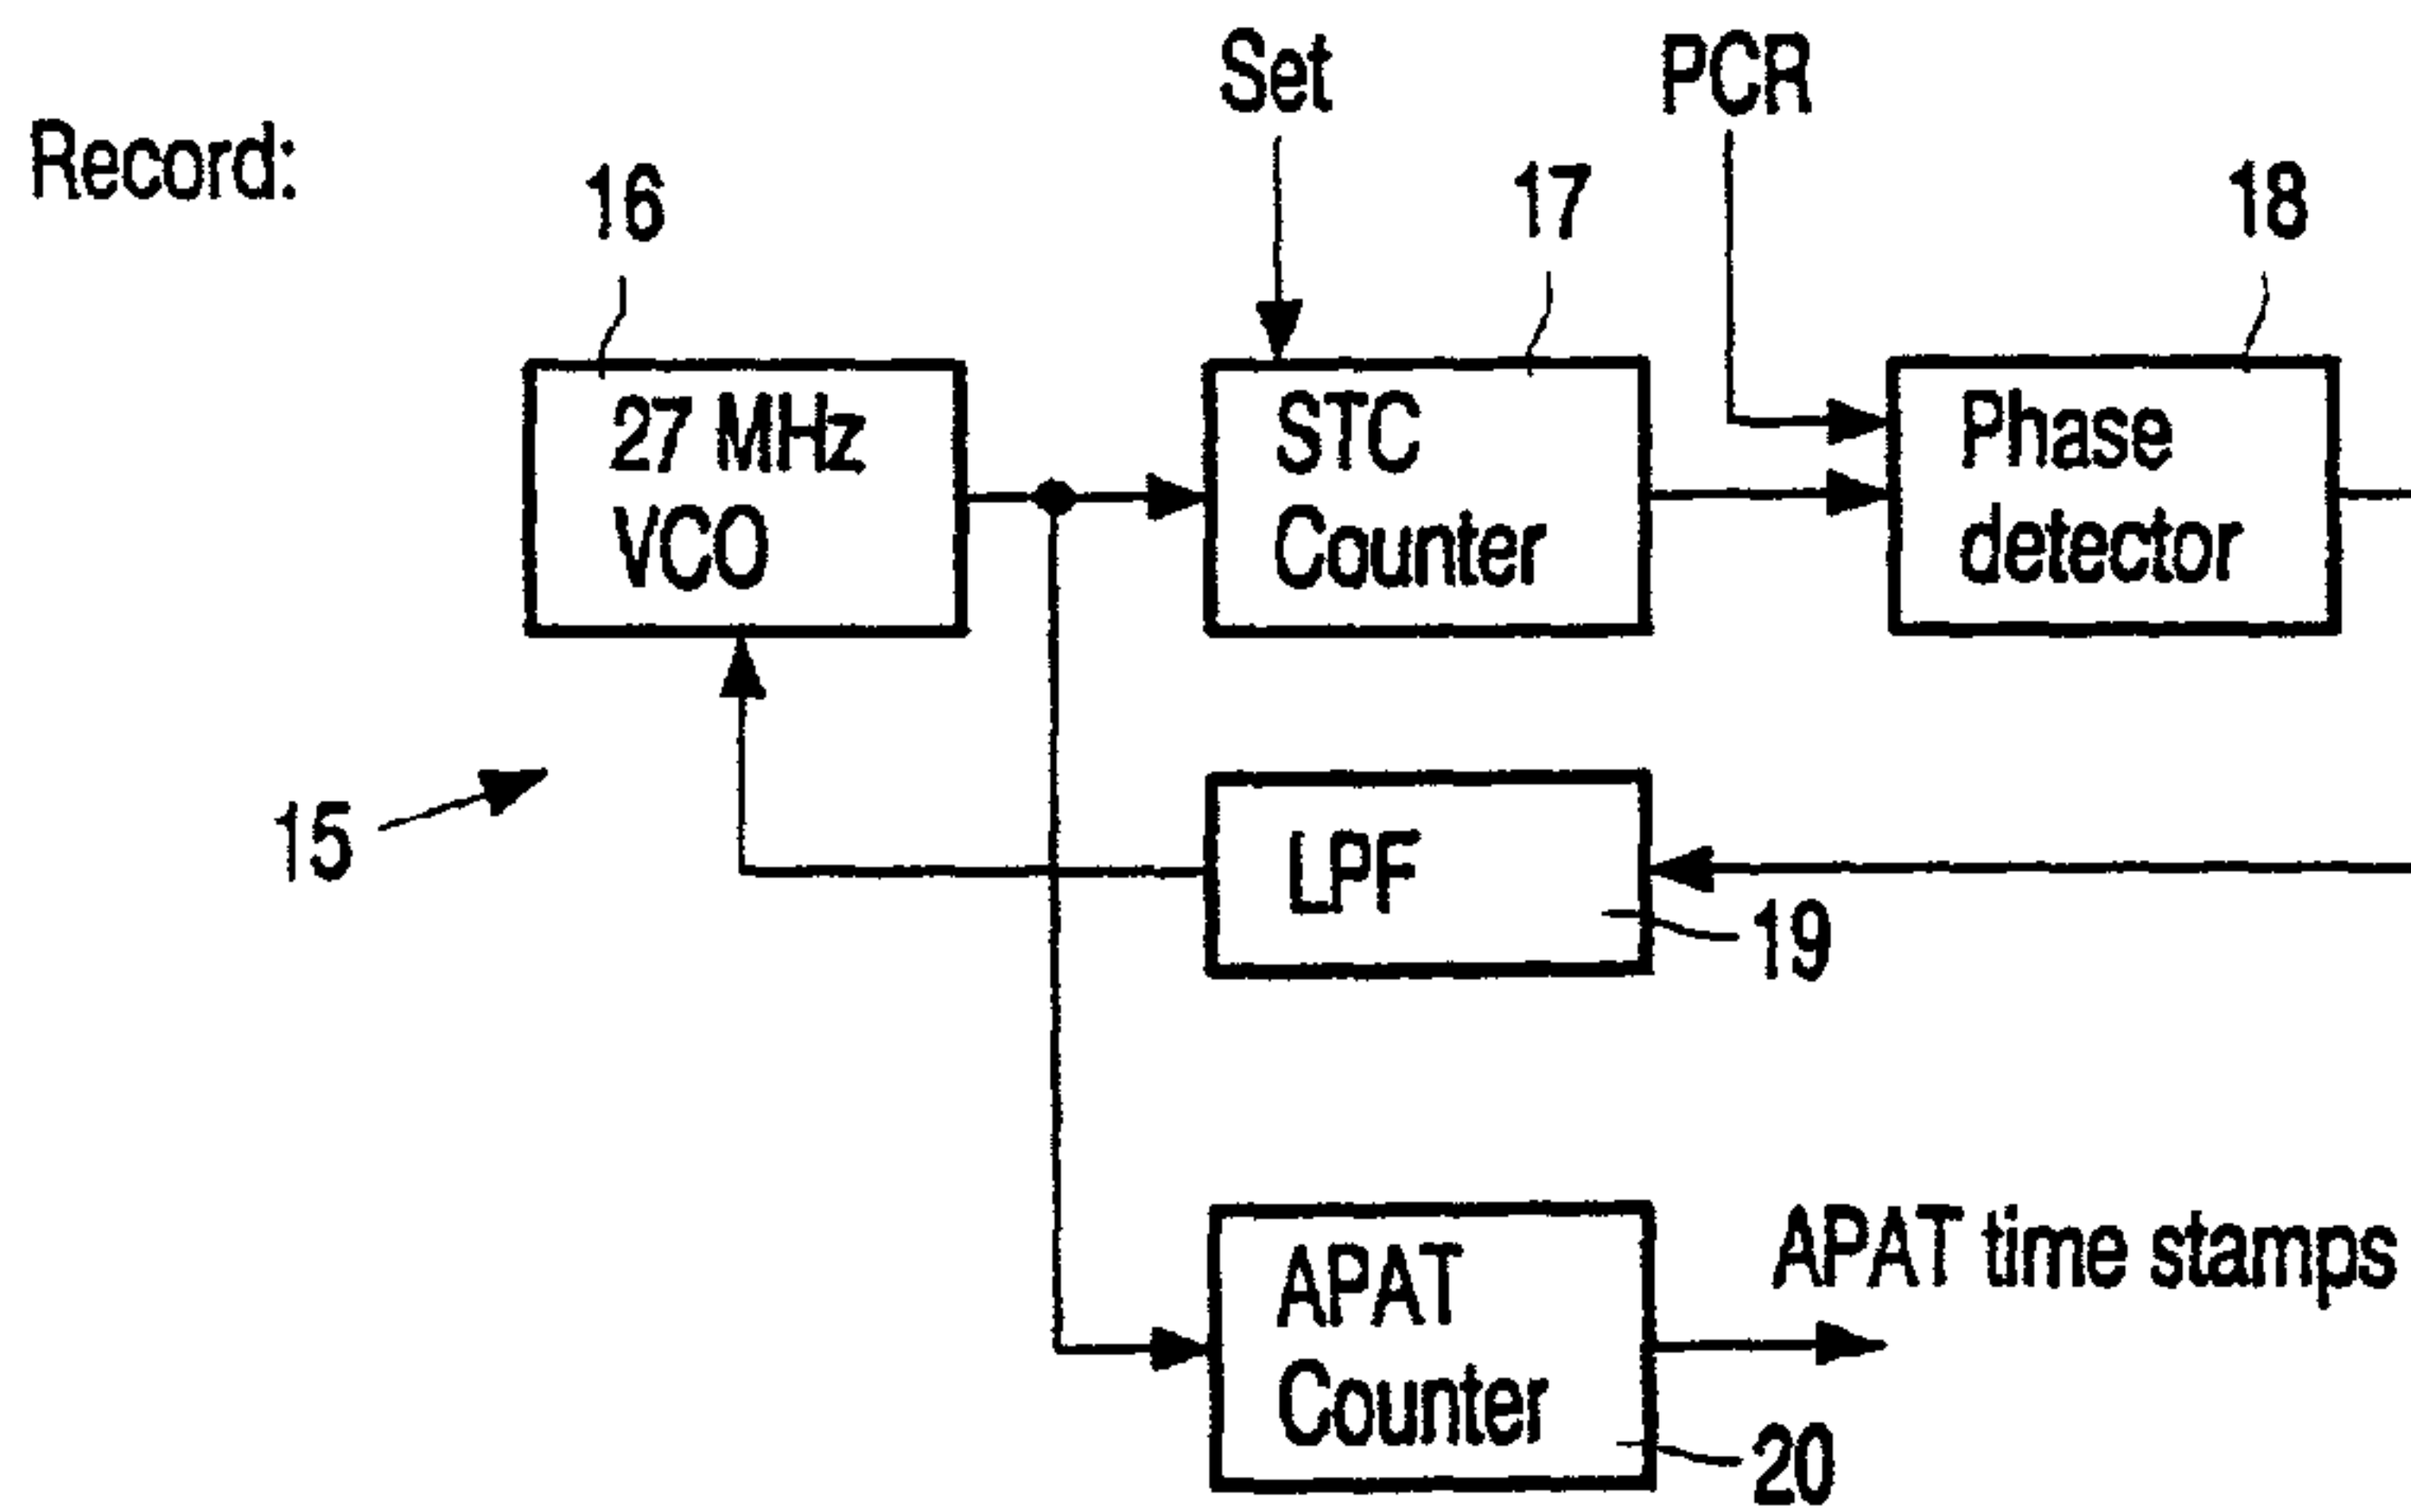 Set
PCR
Record:
16
17
18
27 MHz
VCO
STC
Counter
Phase
detector
15
LPF
19
APAT
Counter
APAT time stamps
20